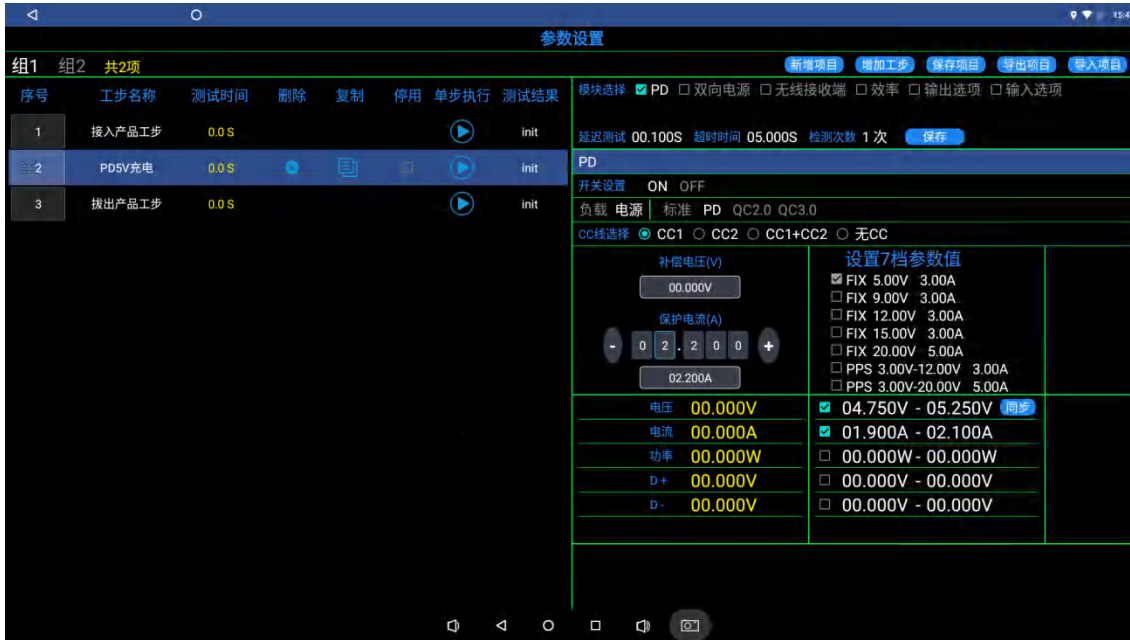 15:4
参数设置
组1 组2 共2项 新增项目 增加工步 保存项目 导出项目 导入项目
序号 工步名称 测试时间 删除 复制 停用 单步执行 测试结果
1 接入产品工步 0.0 S init
2 PD5V充电 0.0 S init
3 拔出产品工步 0.0 S init
模块选择 PD 双向电源 无线接收端 效率 输出选项 输入选项
延迟测试 00.100S 超时时间 05.000S 检测次数 1 次 保存
PD
开关设置 ON OFF
负载 电源 标准 PD QC2.0 QC3.0
CC线选择 CC1 CC2 CC1+CC2 无CC
补偿电压(V)
00.000V
保护电流(A)
- 0 2 . 2 0 0 +
02.200A
设置7档参数值
FIX 5.00V 3.00A
FIX 9.00V 3.00A
FIX 12.00V 3.00A
FIX 15.00V 3.00A
FIX 20.00V 5.00A
PPS 3.00V-12.00V 3.00A
PPS 3.00V-20.00V 5.00A
电压 00.000V 04.750V - 05.250V 同步
电流 00.000A 01.900A - 02.100A
功率 00.000W 00.000W - 00.000W
D+ 00.000V 00.000V - 00.000V
D- 00.000V 00.000V - 00.000V